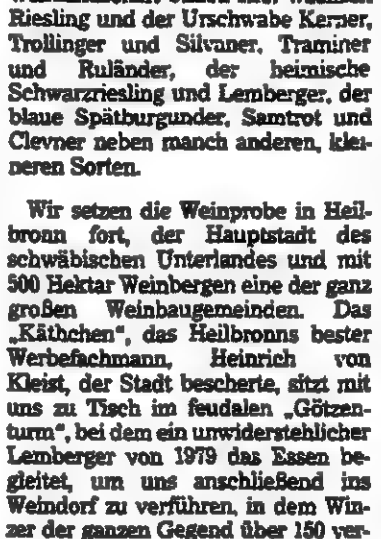 Riesling und der Urschwabe Kerner,
Trollinger und Silvaner, Traminer
und Ruländer, der heimische
Schwarzriesling und Lemberger, der
blaue Spätburgunder, Samtrot und
Clevner neben manch anderen, klei-
neren Sorten.
Wir setzen die Weinprobe in Heil-
bronn fort, der Hauptstadt des
schwäbischen Unterlandes und mit
500 Hektar Weinbergen eine der ganz
großen Weinbaugemeinden. Das
„Käthchen“, das Heilbronns bester
Werbefachmann, Heinrich von
Kleist, der Stadt bescherte, sitzt mit
uns zu Tisch im feudalen „Götzen-
turm“, bei dem ein unwiderstehlicher
Lemberger von 1979 das Essen be-
gleitet, um uns anschließend ins
Weindorf zu verführen, in dem Win-
zer der ganzen Gegend über 150 ver-